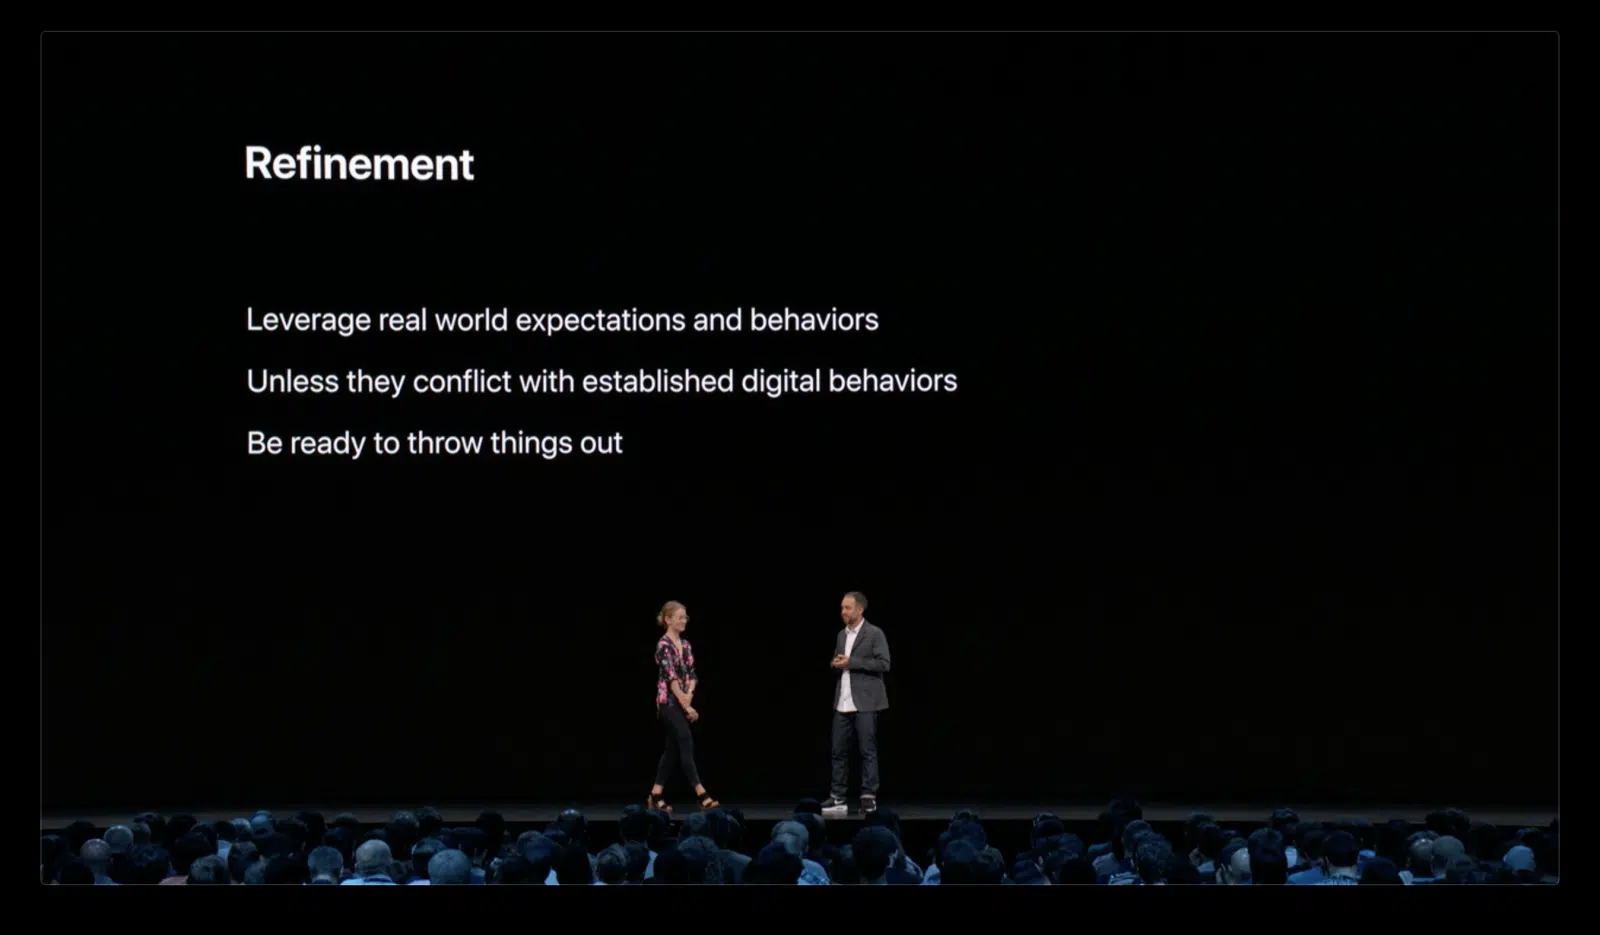 Refinement
Leverage real world expectations and behaviors
Unless they conflict with established digital behaviors
Be ready to throw things out